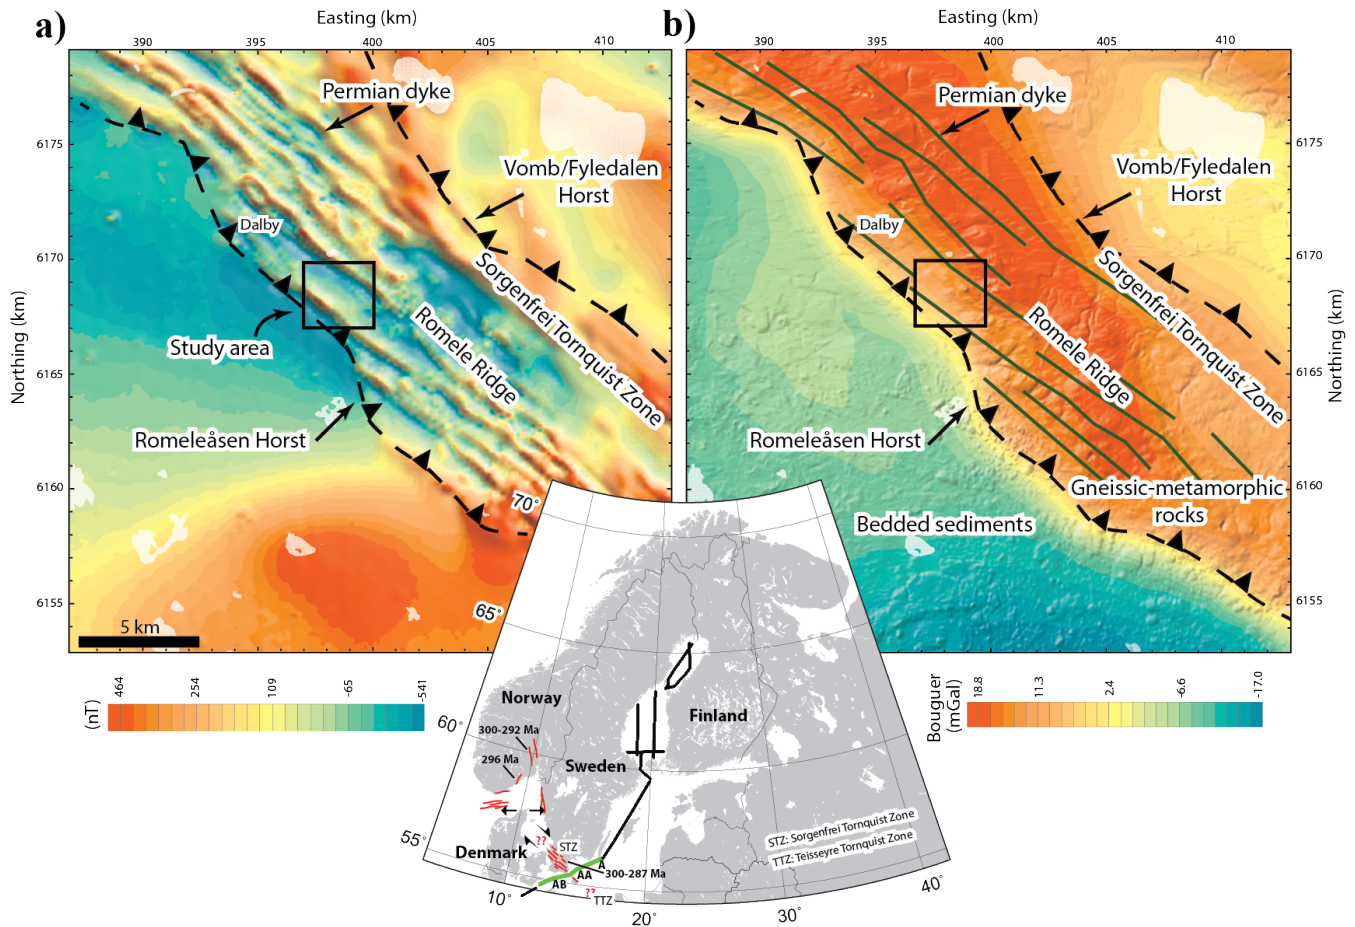 a)
Easting (km)
390
395
400
405
410
6175
6170
6165
6160
6155
Northing (km)
Permian dyke
Vomb/Fyledalen
Horst
Dalby
Sorgenfrei Tornquist Zone
Romele Ridge
Study area
Romeleåsen Horst
5 km
(nT)
464
254
109
-65
-541
b)
Easting (km)
390
395
400
405
410
6175
6170
6165
6160
6155
Northing (km)
Permian dyke
Vomb/Fyledalen
Horst
Dalby
Sorgenfrei Tornquist Zone
Romele Ridge
Romeleåsen Horst
Gneissic-metamorphic
rocks
Bedded sediments
Bouguer
(mGal)
18.8
11.3
2.4
-6.6
-17.0
70°
65°
60°
55°
10°
20°
30°
40°
Norway
Finland
Sweden
Denmark
300-292 Ma
296 Ma
??
STZ
A
AA
AB
300-287 Ma
??
TTZ
STZ: Sorgenfrei Tornquist Zone
TTZ: Teisseyre Tornquist Zone